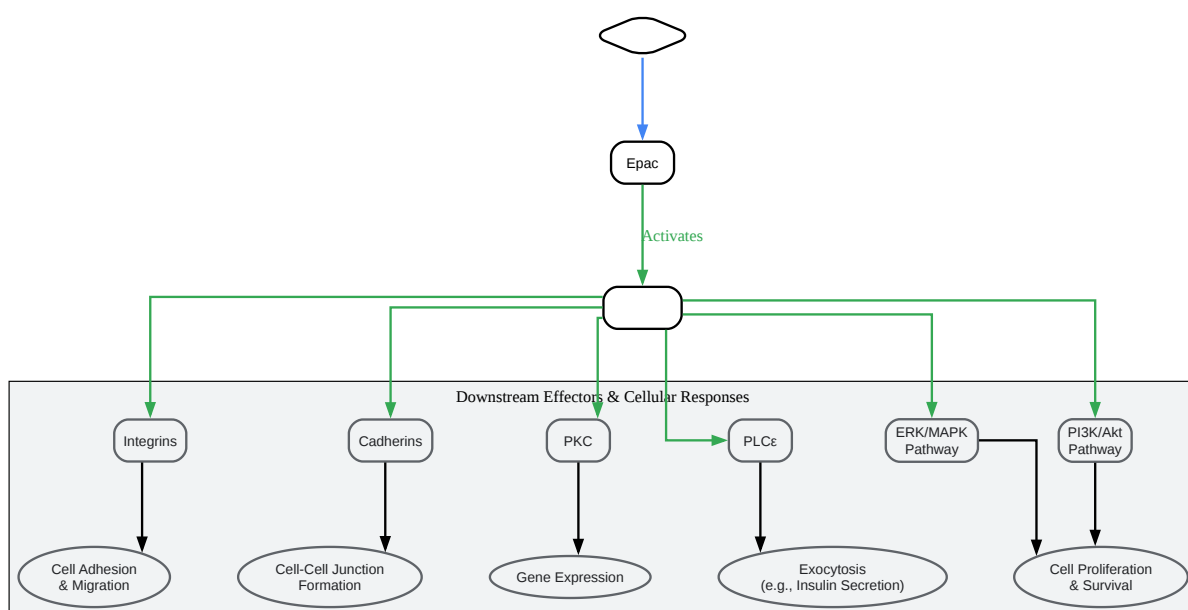 Epac
Activates
Downstream Effectors & Cellular Responses
Integrins
Cadherins
PKC
PLCε
ERK/MAPK
Pathway
PI3K/Akt
Pathway
Cell Adhesion
& Migration
Cell-Cell Junction
Formation
Gene Expression
Exocytosis
(e.g., Insulin Secretion)
Cell Proliferation
& Survival